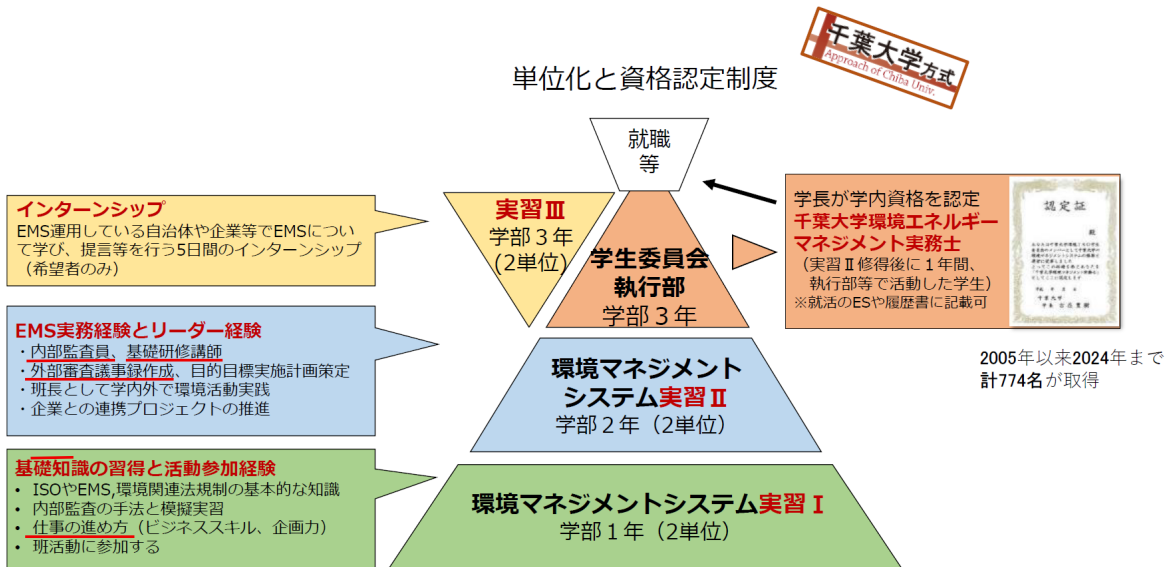 千葉大学方式
Approach of Chiba Univ.
単位化と資格認定制度
就職
等
インターンシップ
EMS運用している自治体や企業等でEMSについ
て学び、提言等を行う5日間のインターンシップ
（希望者のみ）
実習Ⅲ
学部３年
(2単位)
学生委員会
執行部
学部３年
学長が学内資格を認定
千葉大学環境エネルギー
マネジメント実務士
（実習Ⅱ修得後に１年間、
執行部等で活動した学生）
※就活のESや履歴書に記載可
認定証
殿
千葉大学
2005年以来2024年まで
計774名が取得
EMS実務経験とリーダー経験
・内部監査員、基礎研修講師
・外部審査議事録作成、目的目標実施計画策定
・班長として学内外で環境活動実践
・企業との連携プロジェクトの推進
環境マネジメント
システム実習Ⅱ
学部２年（2単位）
基礎知識の習得と活動参加経験
• ISOやEMS,環境関連法規制の基本的な知識
• 内部監査の手法と模擬実習
• 仕事の進め方（ビジネススキル、企画力）
• 班活動に参加する
環境マネジメントシステム実習Ⅰ
学部１年（2単位）